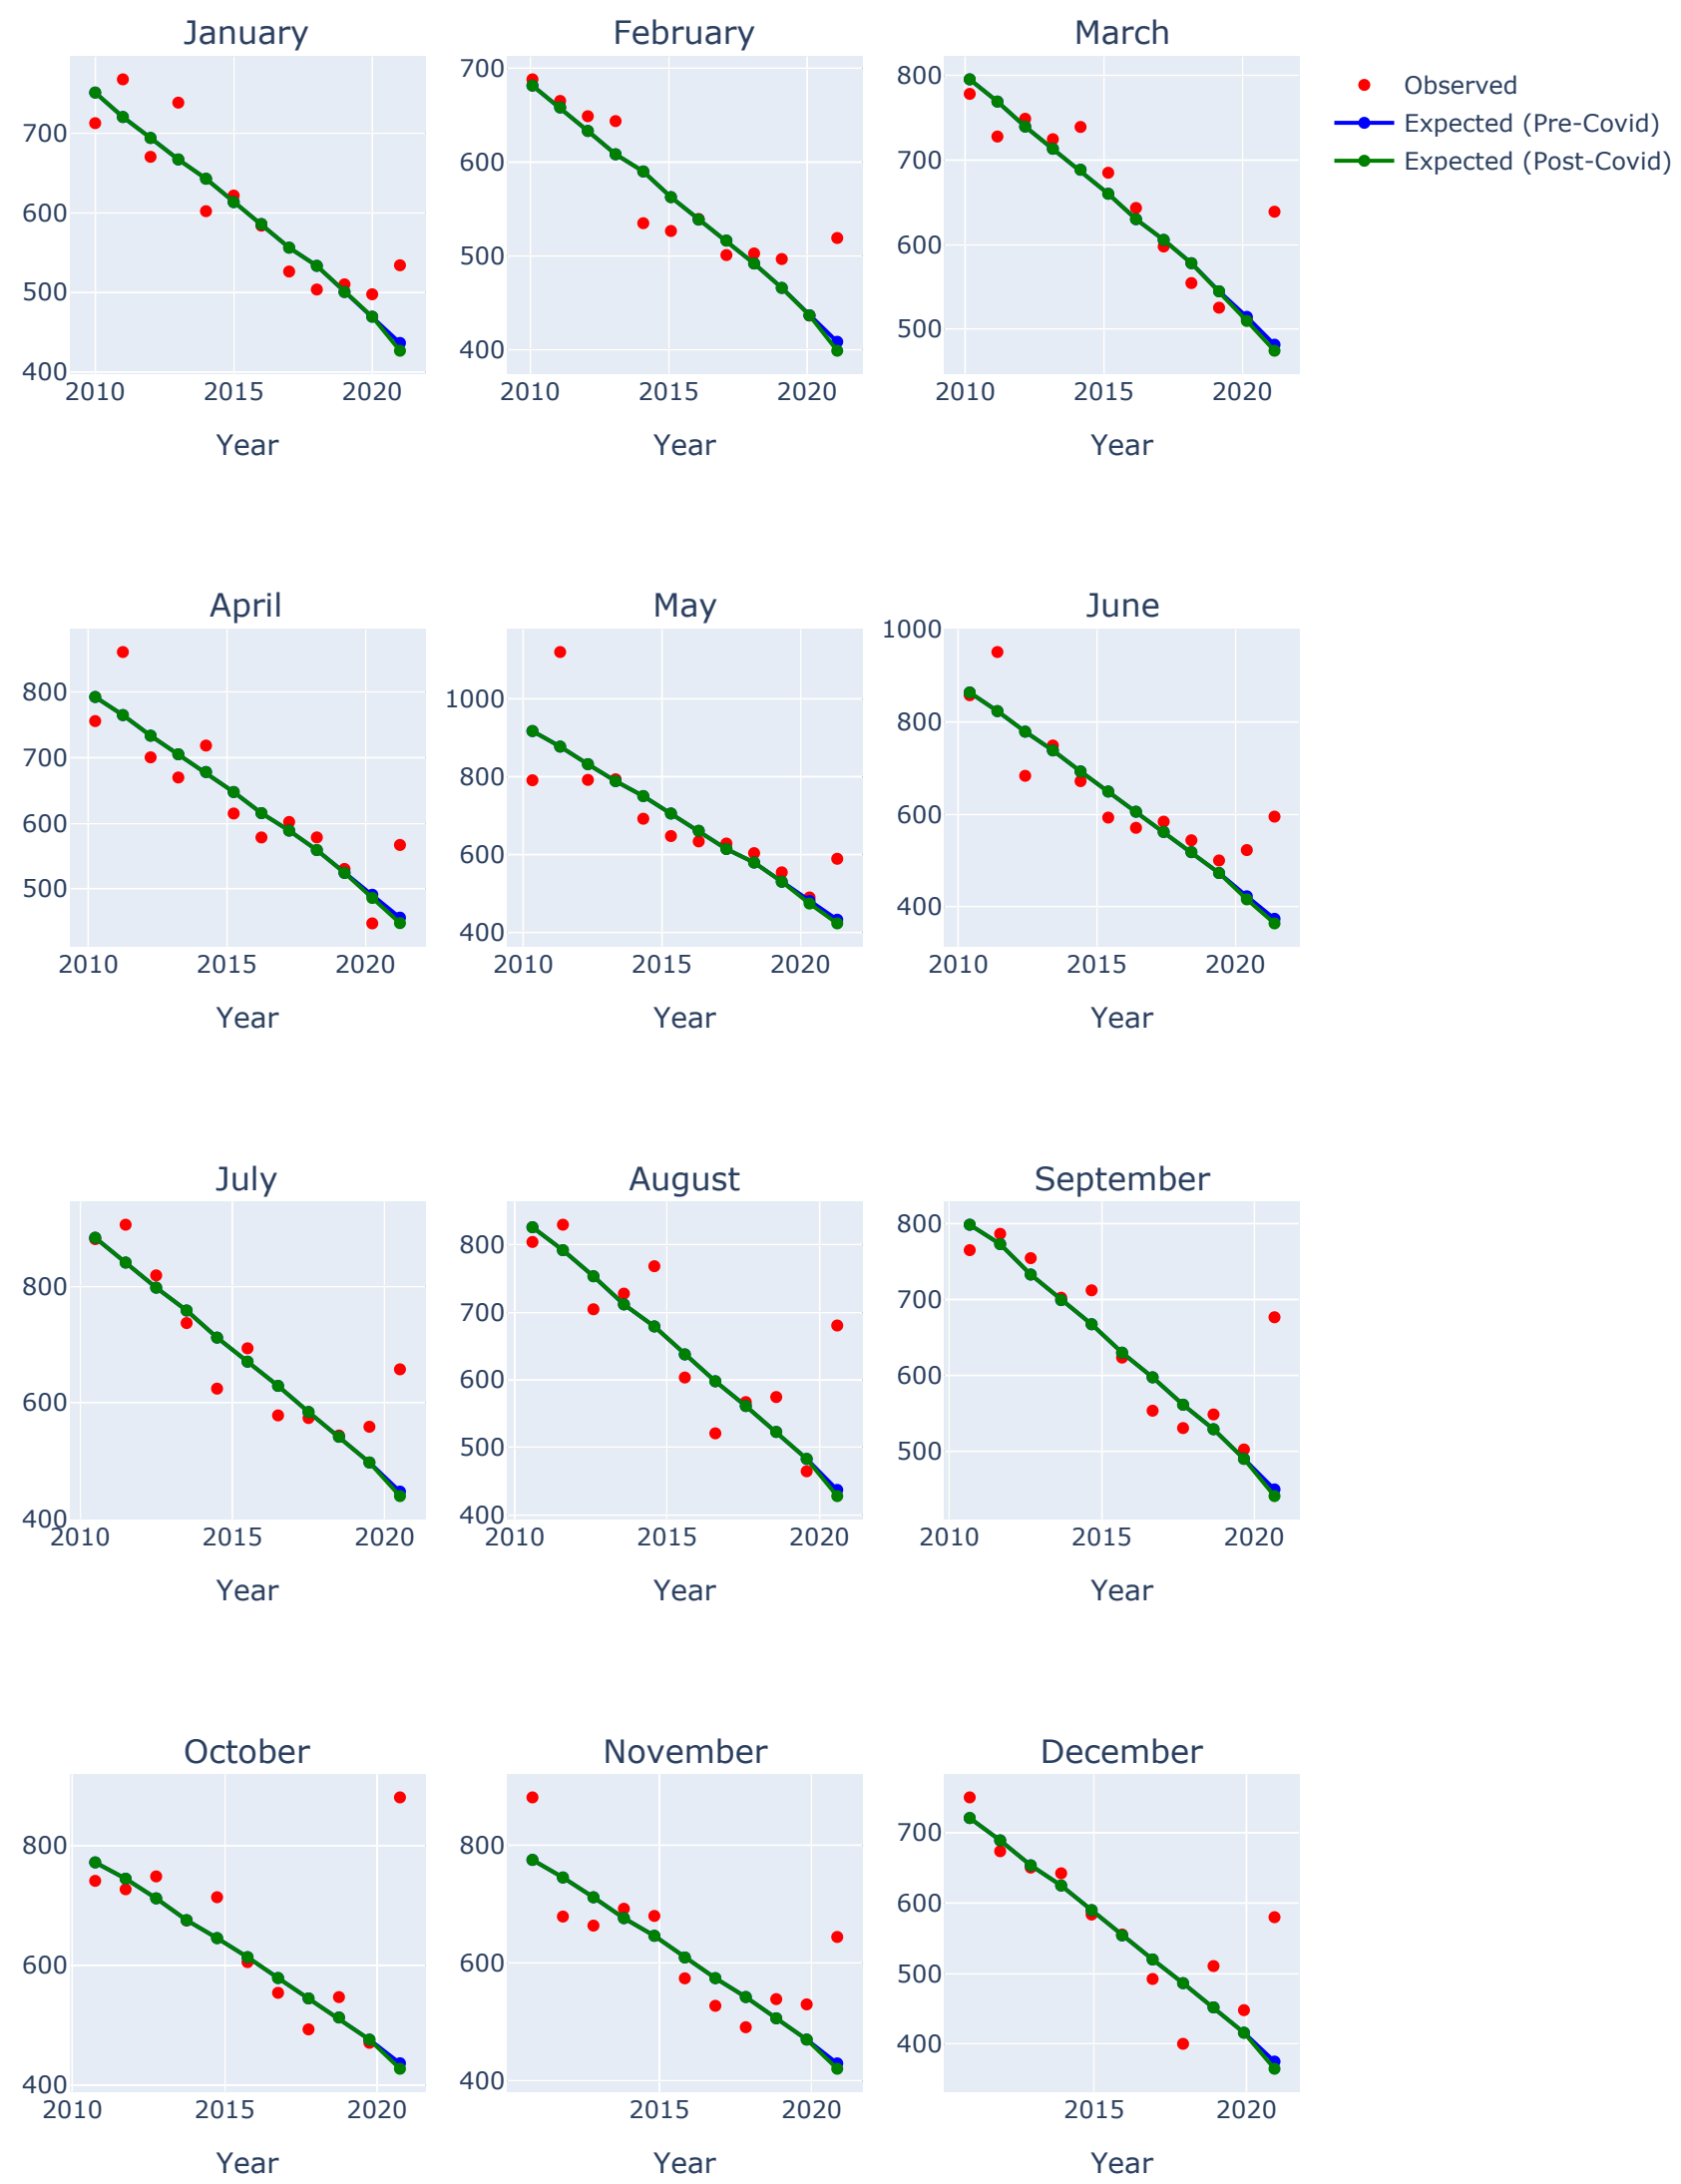 January
February
March
Observed
Expected (Pre-Covid)
Expected (Post-Covid)
700
600
500
400
2010
2015
2020
Year
700
600
500
400
2010
2015
2020
Year
800
700
600
500
2010
2015
2020
Year
April
May
June
800
700
600
500
2010
2015
2020
Year
1000
800
600
400
2010
2015
2020
Year
1000
800
600
400
2010
2015
2020
Year
July
August
September
800
600
400
2010
2015
2020
Year
800
700
600
500
400
2010
2015
2020
Year
800
700
600
500
2010
2015
2020
Year
October
November
December
800
600
400
2010
2015
2020
Year
800
600
400
2015
2020
Year
700
600
500
400
2015
2020
Year